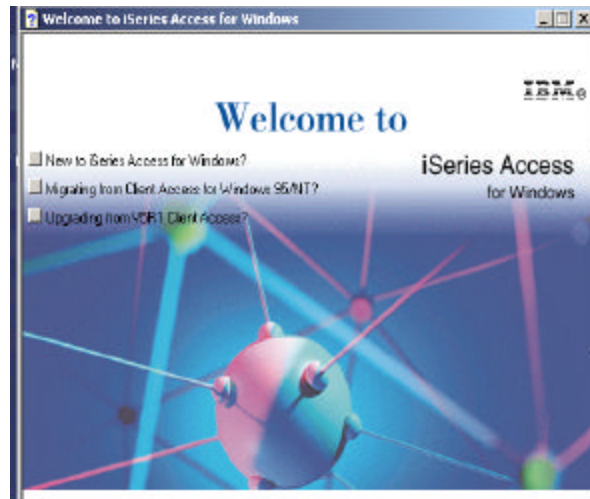 Welcome to iSeries Access for Windows
IBM®
Welcome to
iSeries Access
for Windows
New to iSeries Access for Windows?
Migrating from Client Access for Windows 95/NT?
Upgrading from V5R1 Client Access?